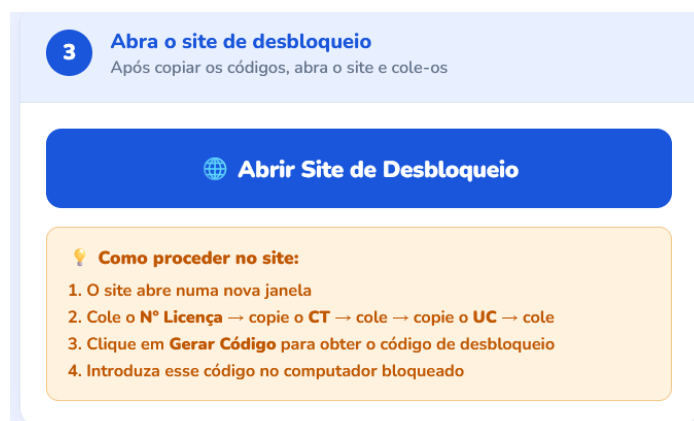 3
Abra o site de desbloqueio
Após copiar os códigos, abra o site e cole-os
Abrir Site de Desbloqueio
Como proceder no site:
1. O site abre numa nova janela
2. Cole o Nº Licença → copie o CT → cole → copie o UC → cole
3. Clique em Gerar Código para obter o código de desbloqueio
4. Introduza esse código no computador bloqueado